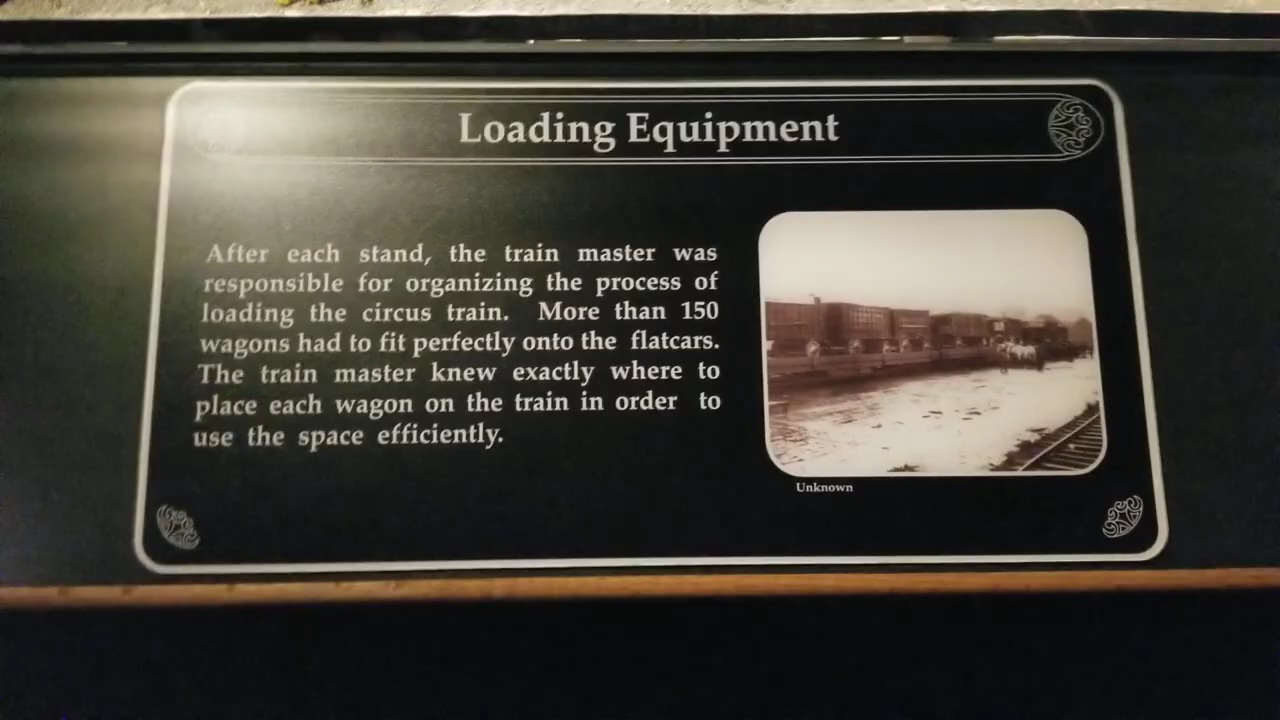 Loading Equipment
After each stand, the train master was
responsible for organizing the process of
loading the circus train. More than 150
wagons had to fit perfectly onto the flatcars.
The train master knew exactly where to
place each wagon on the train in order to
use the space efficiently.
Unknown